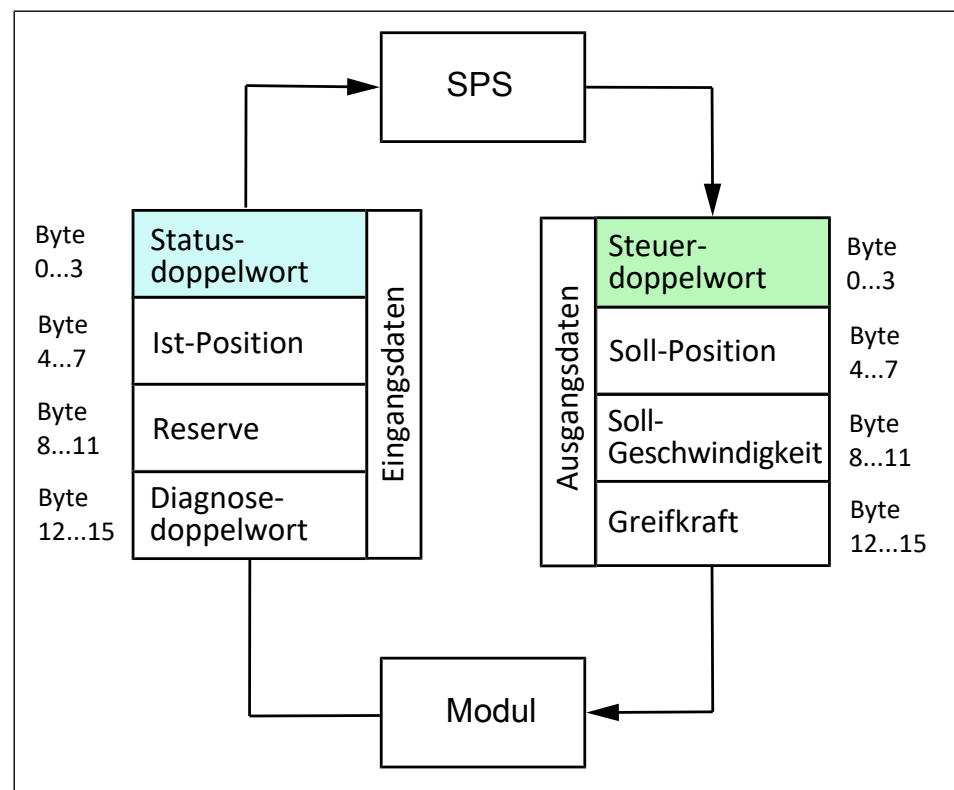 SPS
Byte
0...3
Status-
doppelwort
Byte
4...7
Ist-Position
Byte
8...11
Reserve
Byte
12...15
Diagnose-
doppelwort
Eingangsdaten
Ausgangsdaten
Steuer-
doppelwort
Byte
0...3
Soll-Position
Byte
4...7
Soll-
Geschwindigkeit
Byte
8...11
Greifkraft
Byte
12...15
Modul